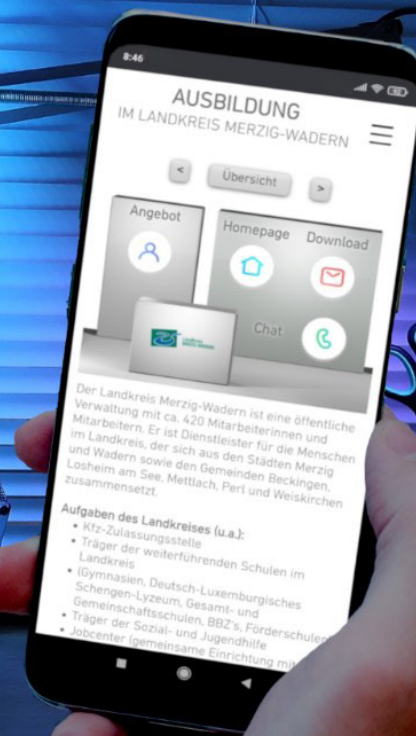 8:46
AUSBILDUNG
IM LANDKREIS MERZIG-WADERN
< Übersicht >
Angebot
Homepage Download
Chat
Landkreis
MERZIG-WADERN
Der Landkreis Merzig-Wadern ist eine öffentliche
Verwaltung mit ca. 420 Mitarbeiterinnen und
Mitarbeitern. Er ist Dienstleister für die Menschen
im Landkreis, der sich aus den Städten Merzig
und Wadern sowie den Gemeinden Beckingen,
Losheim am See, Mettlach, Perl und Weiskirchen
zusammensetzt.
Aufgaben des Landkreises (u.a.):
• Kfz-Zulassungsstelle
• Träger der weiterführenden Schulen im
Landkreis
• (Gymnasien, Deutsch-Luxemburgisches
Schengen-Lyzeum, Gesamt- und
Gemeinschaftsschulen, BBZ's, Förderschulen
• Träger der Sozial- und Jugendhilfe
• Jobcenter (gemeinsame Einrichtung mit